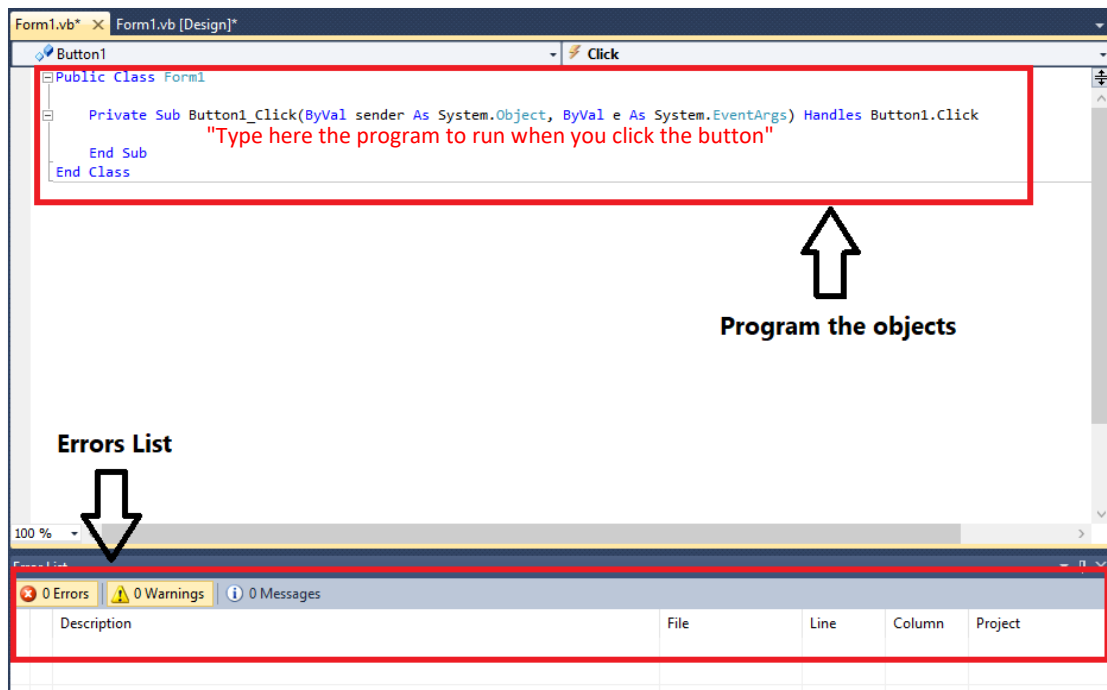 Form1.vb* Form1.vb [Design]*
Button1 Click
Public Class Form1
Private Sub Button1_Click(ByVal sender As System.Object, ByVal e As System.EventArgs) Handles Button1.Click
"Type here the program to run when you click the button"
End Sub
End Class
Program the objects
Errors List
100 %
Error List
0 Errors 0 Warnings 0 Messages
Description File Line Column Project